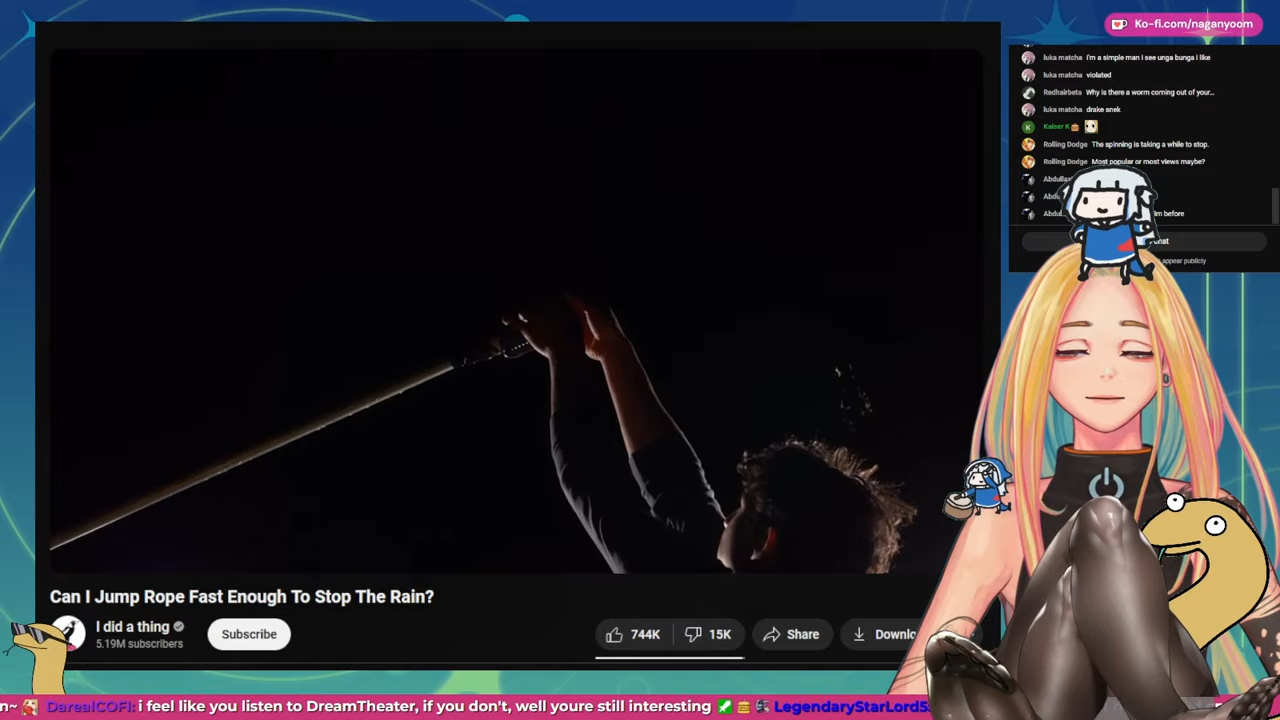 Ko-fi.com/naganyoom
luka matcha I'm a simple man I see unga bunga I like
luka matcha violated
Redhairbeta Why is there a worm coming out of your...
luka matcha drake snek
K Kaiser K
Rolling Dodge The spinning is taking a while to stop.
Rolling Dodge Most popular or most views maybe?
before
appear publicly
Can I Jump Rope Fast Enough To Stop The Rain?
I did a thing
5.19M subscribers
Subscribe
744K
15K
Share
Downlo
n~ DarealCOFI: i feel like you listen to DreamTheater, if you don't, well youre still interesting LegendaryStarLord5